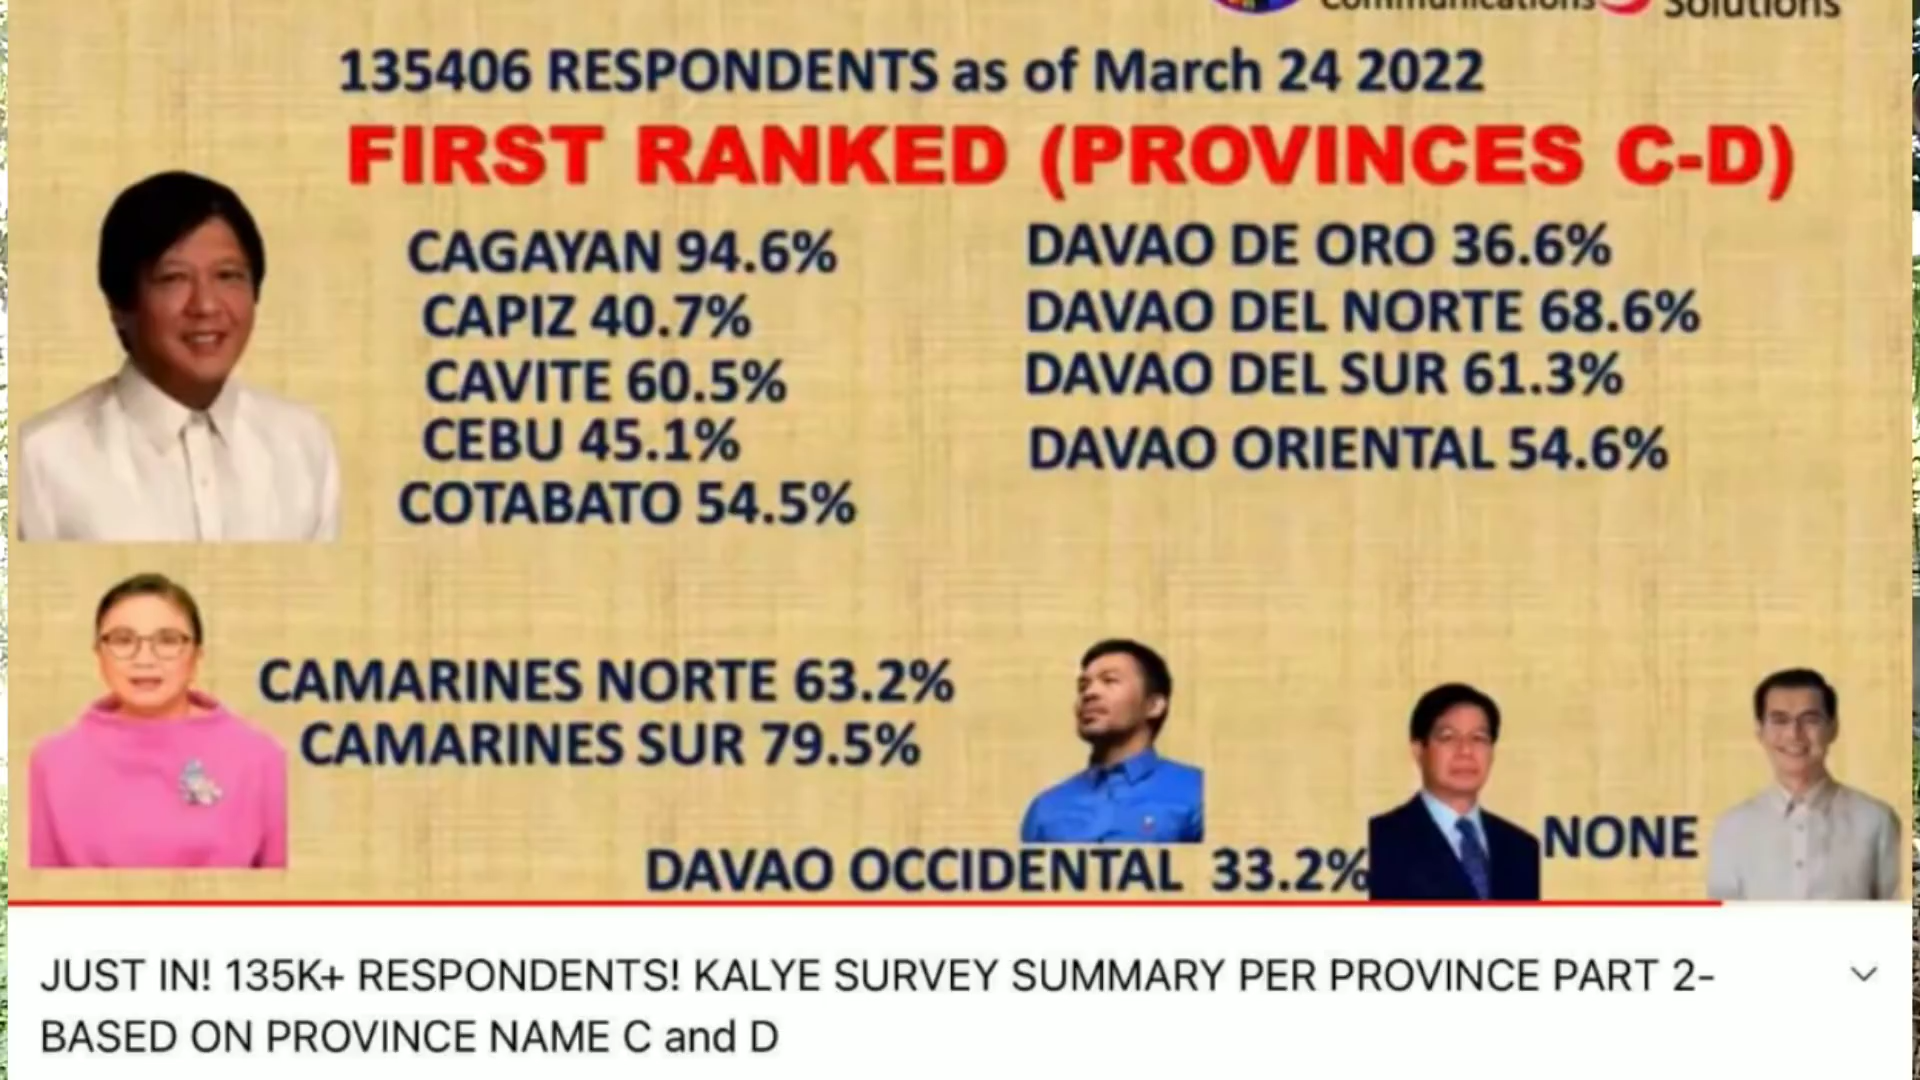 Communications Solutions
135406 RESPONDENTS as of March 24 2022
FIRST RANKED (PROVINCES C-D)
CAGAYAN 94.6%
CAPIZ 40.7%
CAVITE 60.5%
CEBU 45.1%
COTABATO 54.5%
DAVAO DE ORO 36.6%
DAVAO DEL NORTE 68.6%
DAVAO DEL SUR 61.3%
DAVAO ORIENTAL 54.6%
CAMARINES NORTE 63.2%
CAMARINES SUR 79.5%
DAVAO OCCIDENTAL 33.2%
NONE
JUST IN! 135K+ RESPONDENTS! KALYE SURVEY SUMMARY PER PROVINCE PART 2-
BASED ON PROVINCE NAME C and D